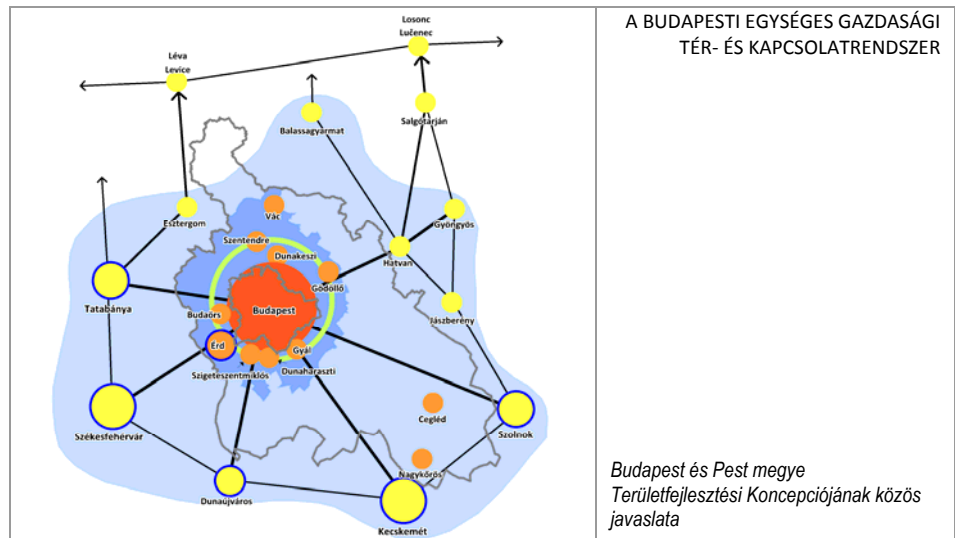 Losonc
Lučenec
Léva
Levice
Balassagyarmat
Salgótarján
Esztergom
Vác
Gyöngyös
Szentendre
Dunakeszi
Hatvan
Gödöllő
Tatabánya
Budaörs
Budapest
Jászberény
Érd
Gyál
Szigetszentmiklós
Dunaharaszti
Cegléd
Székesfehérvár
Szolnok
Nagykőrös
Dunaújváros
Kecskemét
A BUDAPESTI EGYSÉGES GAZDASÁGI
TÉR- ÉS KAPCSOLATRENDSZER
Budapest és Pest megye
Területfejlesztési Koncepciójának közös
javaslata